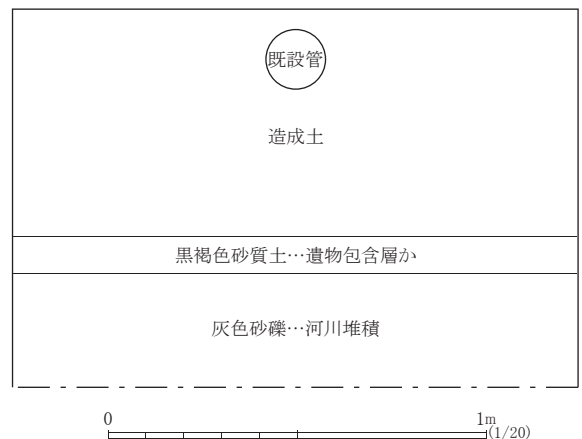 既設管
造成土
黒褐色砂質土…遺物包含層か
灰色砂礫…河川堆積
0 1m
(1/20)